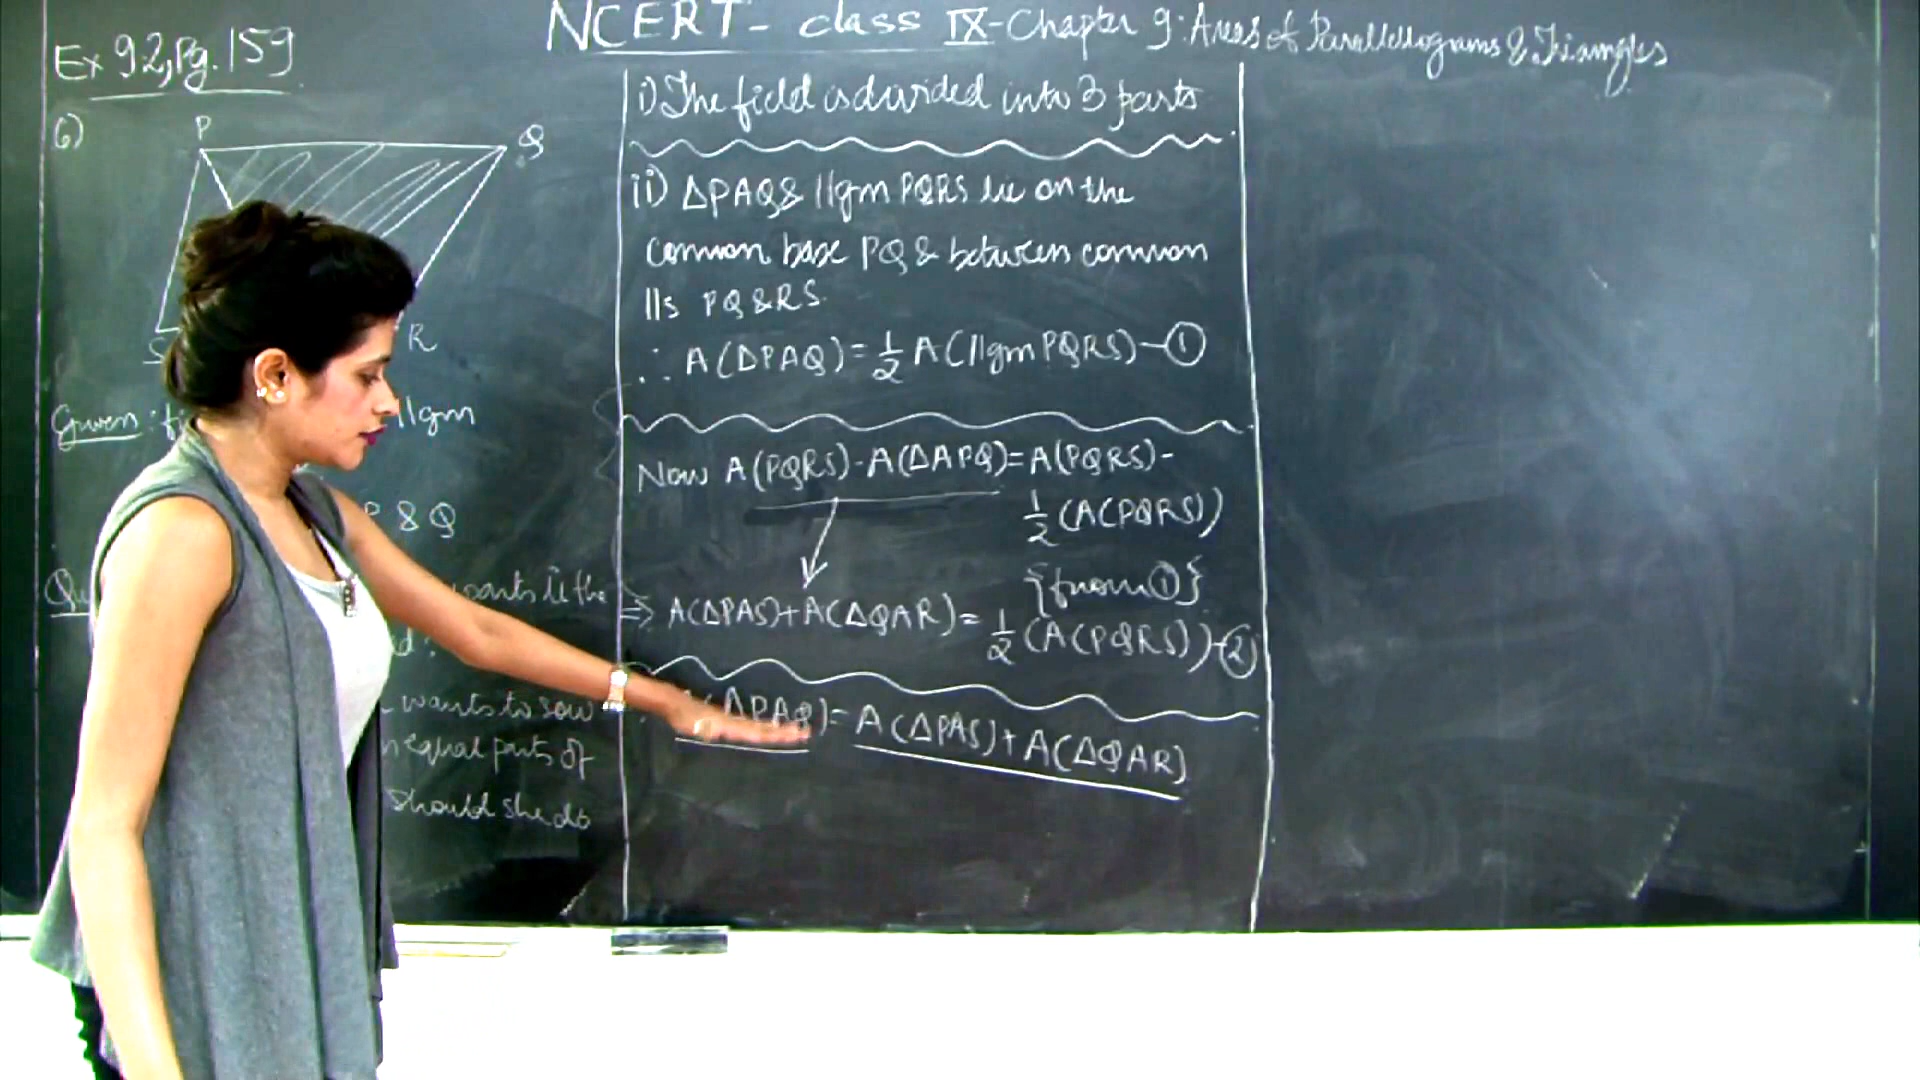 NCERT - class IX - Chapter 9: Areas of Parallellograms & Triangles
Ex 9.2, Pg. 159
6)
P
Q
S
R
Given:
llgm
P & Q
wants to sow
n equal parts of
should she do
i) The field is divided into 3 parts
ii) ΔPAQ & llgm PQRS lie on the
common base PQ & between common
lls PQ & RS.
∴ A(ΔPAQ) = 1/2 A(llgm PQRS) - ①
Now A(PQRS) - A(ΔAPQ) = A(PQRS) -
1/2 (A(PQRS))
{from ①}
⇒ A(ΔPAS) + A(ΔQAR) = 1/2 (A(PQRS)) - ②
(ΔPAQ) = A(ΔPAS) + A(ΔQAR)